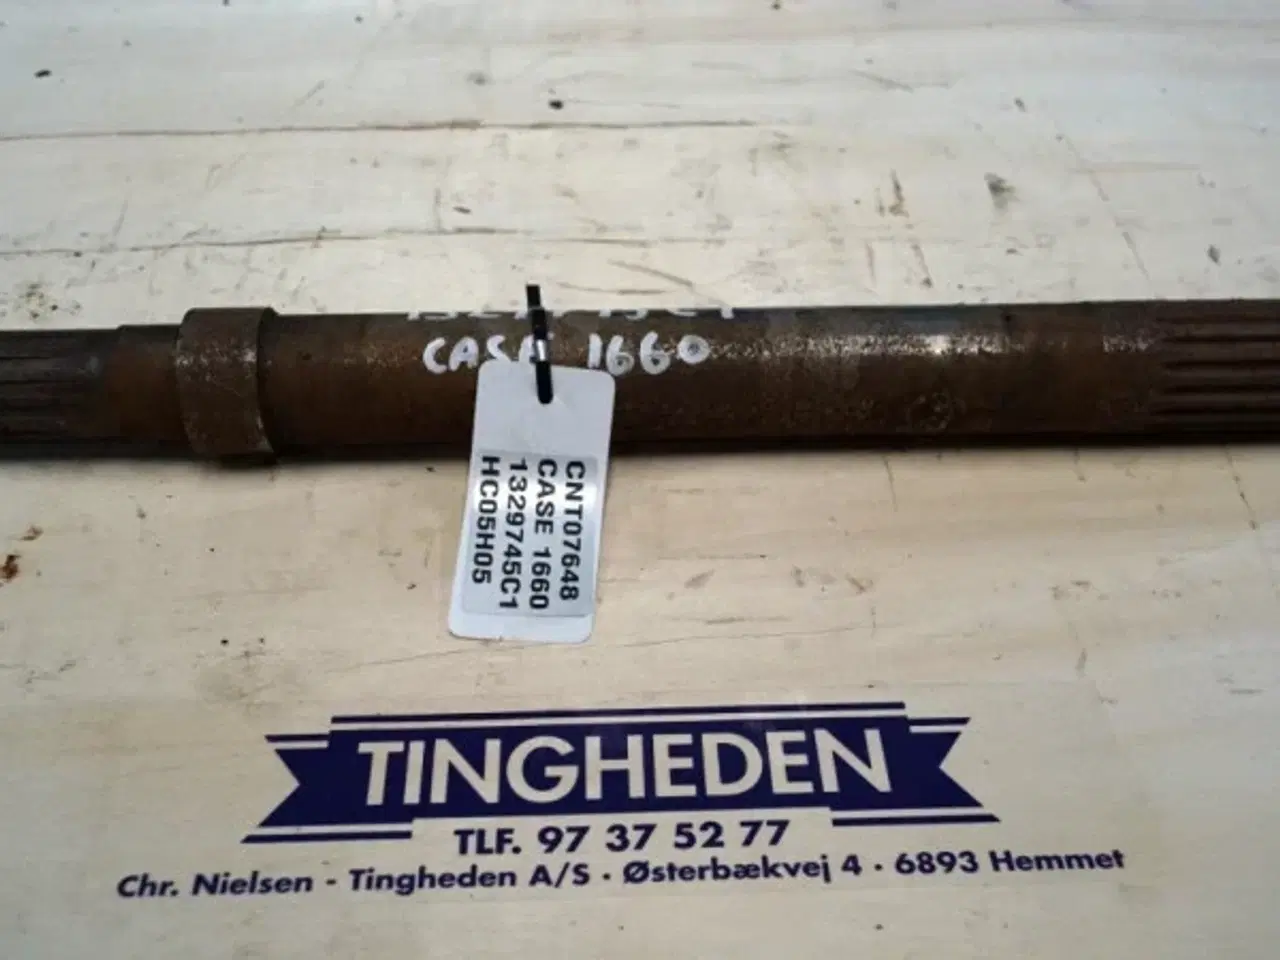 CASE 1660
CNT07648
CASE 1660
1329745C1
HC05H05
TINGHEDEN
TLF. 97 37 52 77
Chr. Nielsen - Tingheden A/S · Østerbækvej 4 · 6893 Hemmet